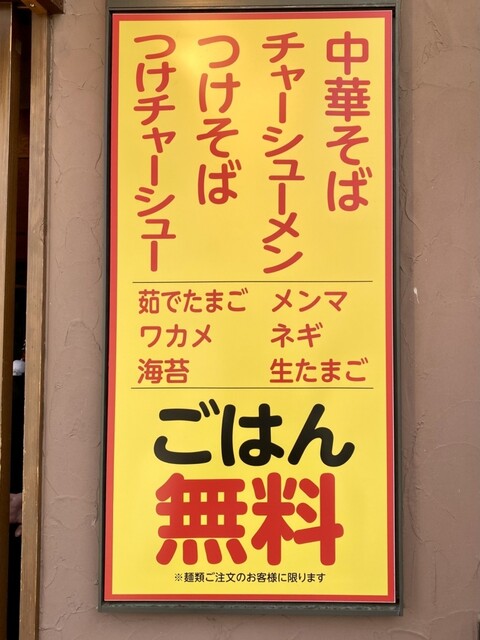 中華そば
チャーシューメン
つけそば
つけチャーシュー
茹でたまご メンマ
ワカメ ネギ
海苔 生たまご
ごはん
無料
※麺類ご注文のお客様に限ります